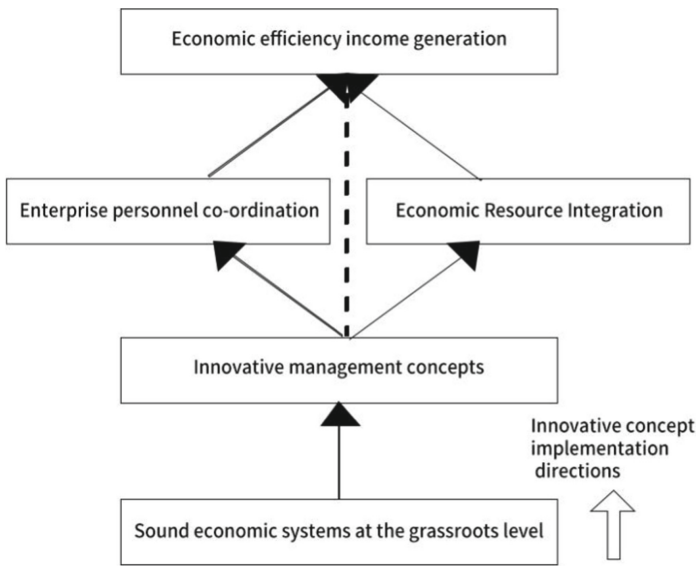 Economic efficiency income generation
Enterprise personnel co-ordination
Economic Resource Integration
Innovative management concepts
Innovative concept
implementation
directions
Sound economic systems at the grassroots level